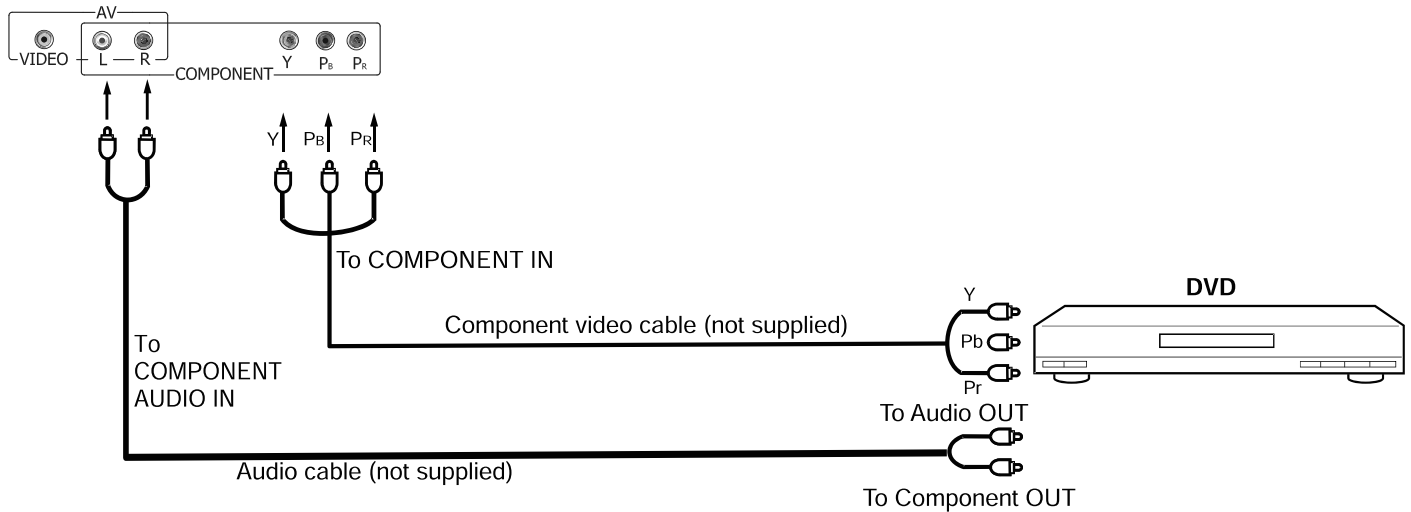 AV
VIDEO L R
COMPONENT
Y PB PR
Y PB PR
To COMPONENT IN
DVD
Y
Component video cable (not supplied)
Pb
Pr
To
COMPONENT
AUDIO IN
To Audio OUT
Audio cable (not supplied)
To Component OUT